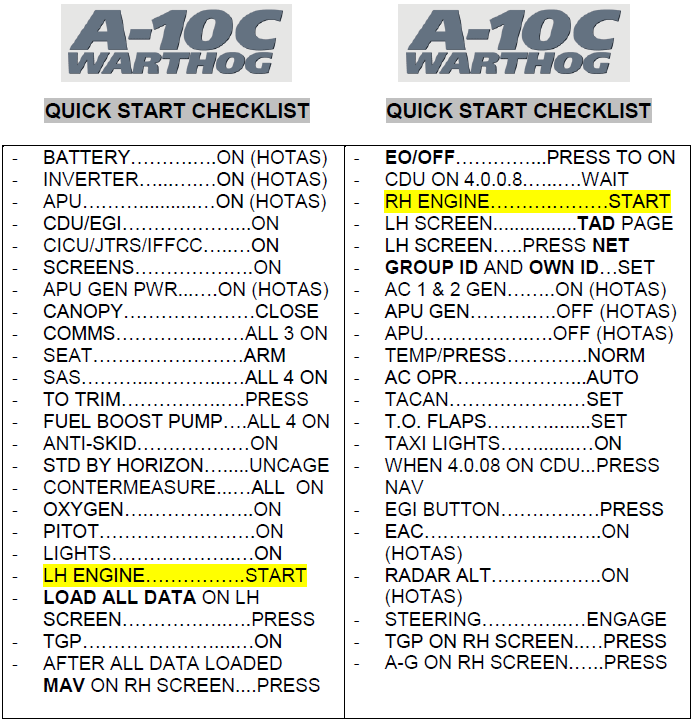 A-10C
WARTHOG
QUICK START CHECKLIST
- BATTERY……….….ON (HOTAS)
- INVERTER…..…….ON (HOTAS)
- APU………...……….ON (HOTAS)
- CDU/EGI…………………..ON
- CICU/JTRS/IFFCC…..….ON
- SCREENS……………….ON
- APU GEN PWR...….ON (HOTAS)
- CANOPY…………………CLOSE
- COMMS……………..……ALL 3 ON
- SEAT……………………ARM
- SAS………..…………...ALL 4 ON
- TO TRIM…………….….PRESS
- FUEL BOOST PUMP….ALL 4 ON
- ANTI-SKID………………ON
- STD BY HORIZON…....UNCAGE
- CONTERMEASURE...…ALL ON
- OXYGEN…………………ON
- PITOT……………………ON
- LIGHTS………………...…ON
- LH ENGINE…………….START
- LOAD ALL DATA ON LH
SCREEN……………..….PRESS
- TGP…………………..……ON
- AFTER ALL DATA LOADED
MAV ON RH SCREEN....PRESS
A-10C
WARTHOG
QUICK START CHECKLIST
- EO/OFF…………...PRESS TO ON
- CDU ON 4.0.0.8……….WAIT
- RH ENGINE………………START
- LH SCREEN...............TAD PAGE
- LH SCREEN…..PRESS NET
- GROUP ID AND OWN ID…SET
- AC 1 & 2 GEN……..ON (HOTAS)
- APU GEN……….….OFF (HOTAS)
- APU……………..….OFF (HOTAS)
- TEMP/PRESS………….NORM
- AC OPR………………...AUTO
- TACAN……………….…SET
- T.O. FLAPS……….........SET
- TAXI LIGHTS……......…ON
- WHEN 4.0.08 ON CDU...PRESS
NAV
- EGI BUTTON………….…PRESS
- EAC……………….….…..ON
(HOTAS)
- RADAR ALT………..…….ON
(HOTAS)
- STEERING………..…ENGAGE
- TGP ON RH SCREEN..…PRESS
- A-G ON RH SCREEN…...PRESS